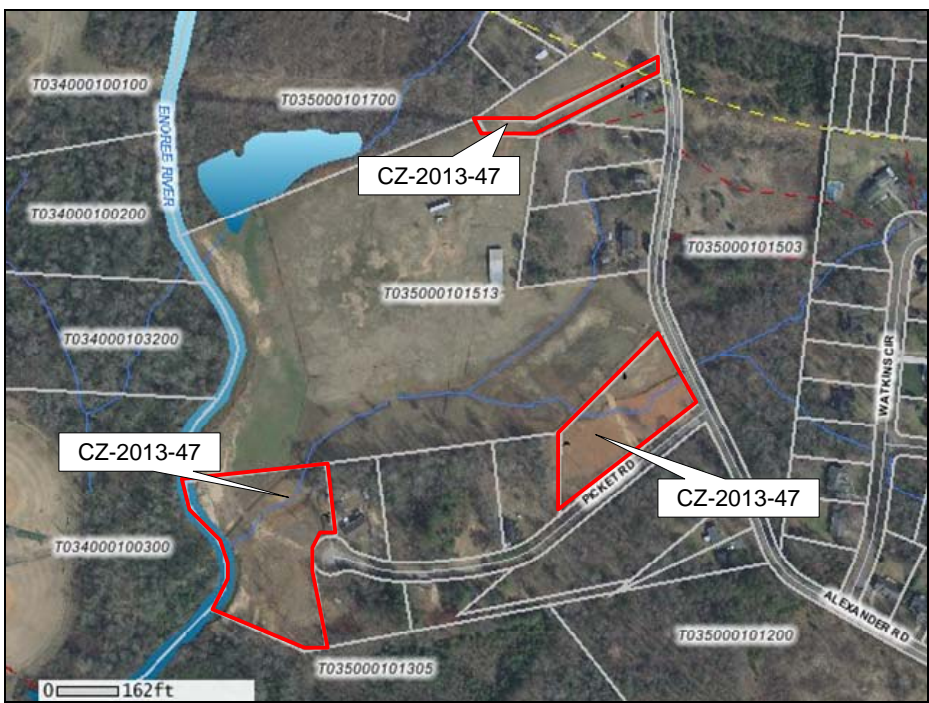 T034000100100
T035000101700
ENOREE RIVER
CZ-2013-47
T034000100200
T035000101503
T035000101513
T034000103200
WATKINS CIR
CZ-2013-47
PICKET RD
CZ-2013-47
T034000100300
ALEXANDER RD
T035000101200
T035000101305
0 162ft